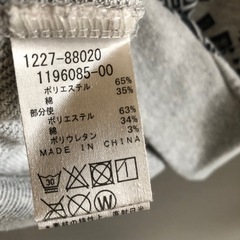 1227-88020
1196085-00
ポリエステル 65%
綿 35%
部分使
ポリエステル 63%
綿 34%
ポリウレタン 3%
MADE IN CHINA
30
W